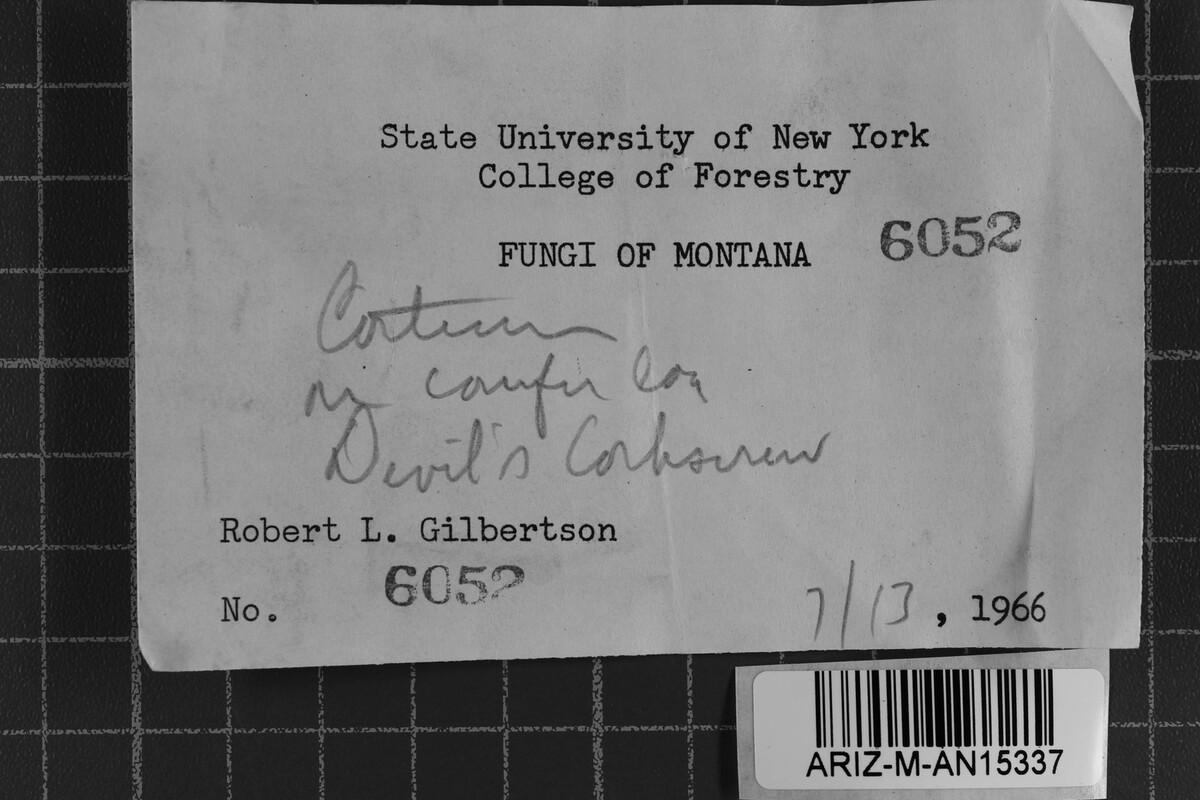 State University of New York
College of Forestry
FUNGI OF MONTANA 6052
Corticium
on conifer log
Devil's Corkscrew
Robert L. Gilbertson
No. 6052
7/13, 1966
ARIZ-M-AN15337